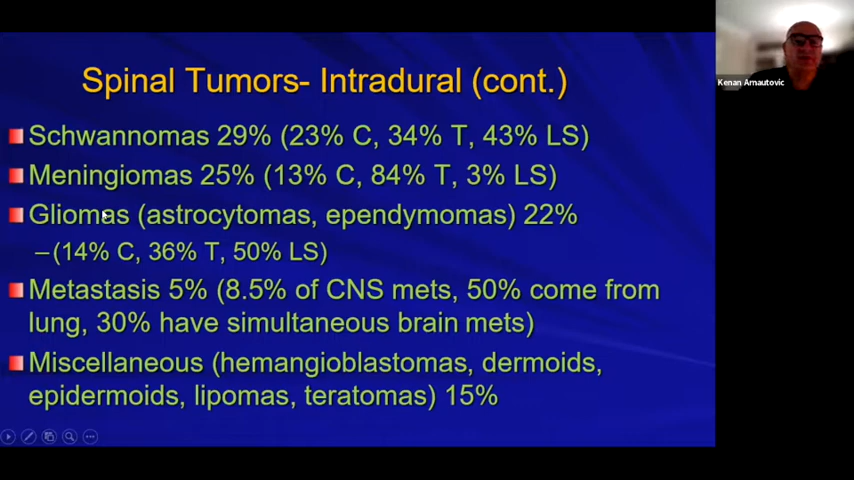 Spinal Tumors- Intradural (cont.)
Kenan Arnautovic
Schwannomas 29% (23% C, 34% T, 43% LS)
Meningiomas 25% (13% C, 84% T, 3% LS)
Gliomas (astrocytomas, ependymomas) 22%
–(14% C, 36% T, 50% LS)
Metastasis 5% (8.5% of CNS mets, 50% come from
lung, 30% have simultaneous brain mets)
Miscellaneous (hemangioblastomas, dermoids,
epidermoids, lipomas, teratomas) 15%